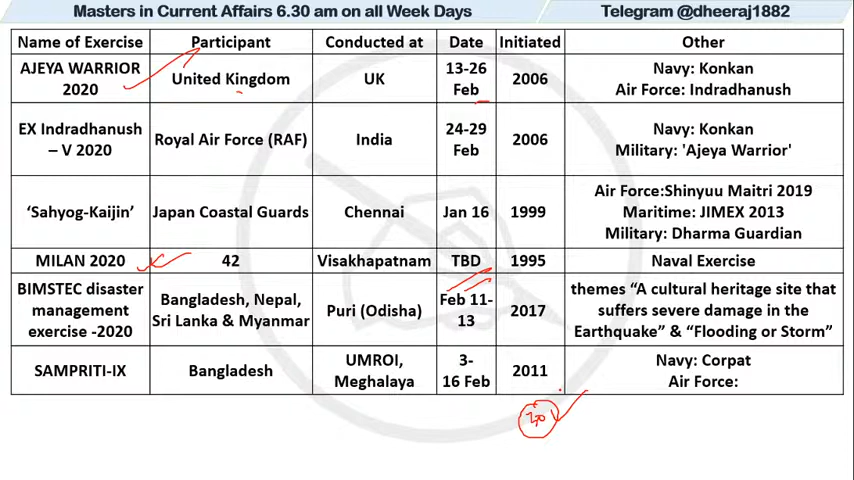 Masters in Current Affairs 6.30 am on all Week Days
Telegram @dheeraj1882
Name of Exercise Participant Conducted at Date Initiated Other
AJEYA WARRIOR
2020
United Kingdom
UK
13-26
Feb
2006
Navy: Konkan
Air Force: Indradhanush
EX Indradhanush
– V 2020
Royal Air Force (RAF)
India
24-29
Feb
2006
Navy: Konkan
Military: 'Ajeya Warrior'
‘Sahyog-Kaijin’
Japan Coastal Guards
Chennai
Jan 16
1999
Air Force:Shinyuu Maitri 2019
Maritime: JIMEX 2013
Military: Dharma Guardian
MILAN 2020
42
Visakhapatnam
TBD
1995
Naval Exercise
BIMSTEC disaster
management
exercise -2020
Bangladesh, Nepal,
Sri Lanka & Myanmar
Puri (Odisha)
Feb 11-
13
2017
themes “A cultural heritage site that
suffers severe damage in the
Earthquake” & “Flooding or Storm”
SAMPRITI-IX
Bangladesh
UMROI,
Meghalaya
3-
16 Feb
2011
Navy: Corpat
Air Force: